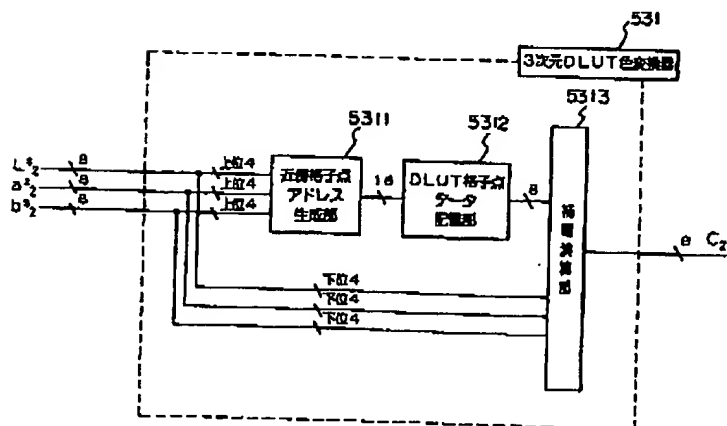 531
3次元DLUT色変換器
5313
5311
5312
L*2
8
上位4
近傍格子点
アドレス
生成部
16
DLUT格子点
データ
記憶部
8
補間演算部
a*2
8
上位4
b*2
8
上位4
8
C2
下位4
下位4
下位4